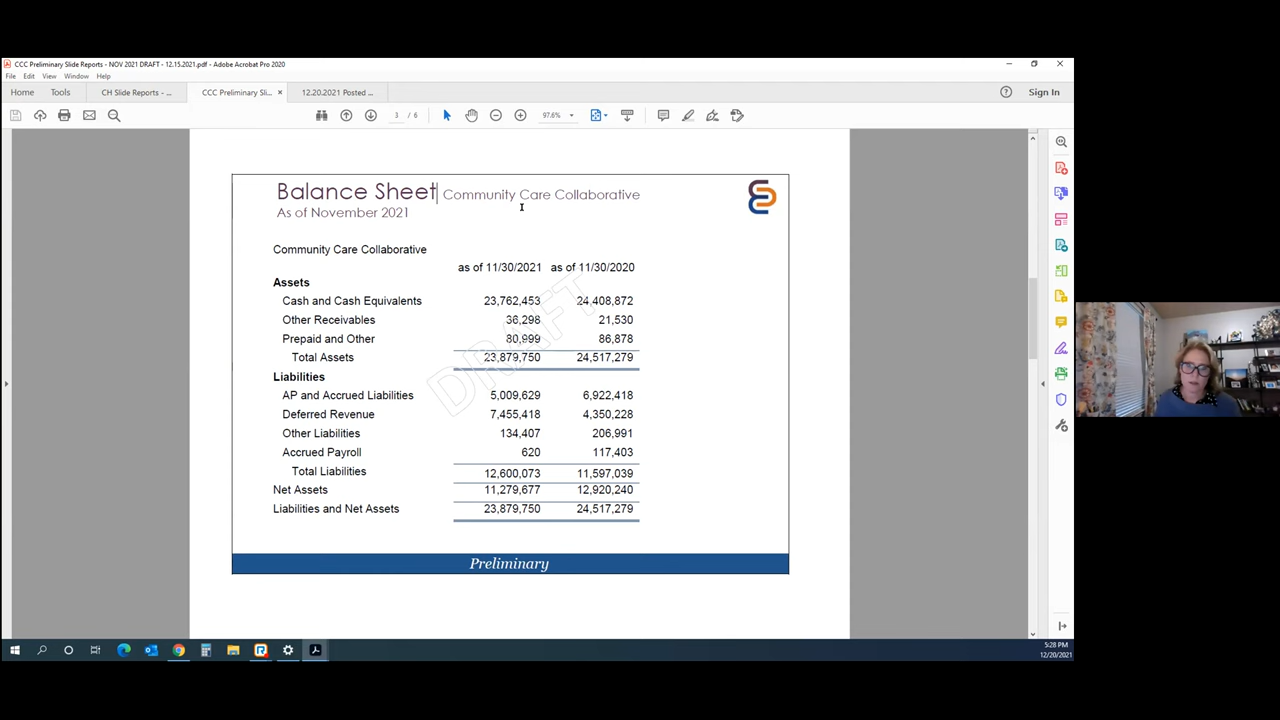 CCC Preliminary Slide Reports - NOV 2021 DRAFT - 12.15.2021.pdf - Adobe Acrobat Pro 2020
File Edit View Window Help
Home Tools CH Slide Reports - ... CCC Preliminary Sli... × 12.20.2021 Posted ... Sign In
3 / 6 97.6%
Balance Sheet Community Care Collaborative
As of November 2021
Community Care Collaborative
as of 11/30/2021 as of 11/30/2020
Assets
Cash and Cash Equivalents 23,762,453 24,408,872
Other Receivables 36,298 21,530
Prepaid and Other 80,999 86,878
Total Assets 23,879,750 24,517,279
Liabilities
AP and Accrued Liabilities 5,009,629 6,922,418
Deferred Revenue 7,455,418 4,350,228
Other Liabilities 134,407 206,991
Accrued Payroll 620 117,403
Total Liabilities 12,600,073 11,597,039
Net Assets 11,279,677 12,920,240
Liabilities and Net Assets 23,879,750 24,517,279
DRAFT
Preliminary
5:28 PM
12/20/2021